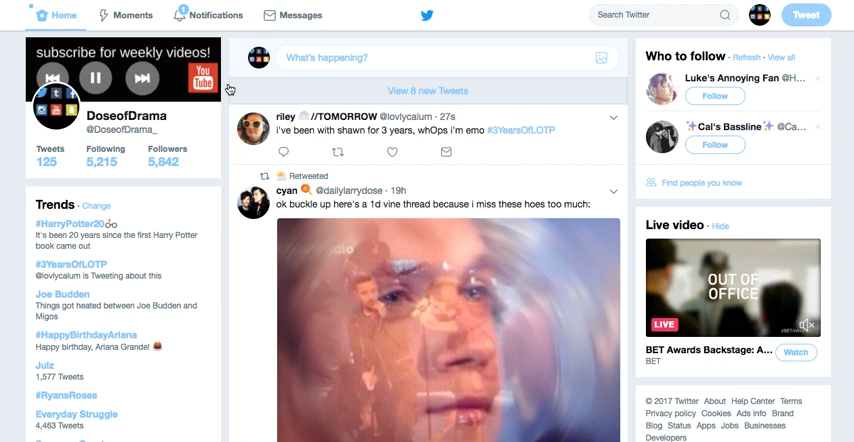 Home Moments 1 Notifications Messages Search Twitter Tweet
subscribe for weekly videos!
You
Tube
DoseofDrama
@DoseofDrama_
Tweets Following Followers
125 5,215 5,842
Trends · Change
#HarryPotter20
It's been 20 years since the first Harry Potter
book came out
#3YearsOfLOTP
@lovlycalum is Tweeting about this
Joe Budden
Things got heated between Joe Budden and
Migos
#HappyBirthdayAriana
Happy birthday, Ariana Grande!
Julz
1,577 Tweets
#RyansRoses
Everyday Struggle
4,463 Tweets
What's happening?
View 8 new Tweets
riley //TOMORROW @lovlycalum · 27s
i've been with shawn for 3 years, whOps i'm emo #3YearsOfLOTP
Retweeted
cyan @dailylarrydose · 19h
ok buckle up here's a 1d vine thread because i miss these hoes too much:
Who to follow · Refresh · View all
Luke's Annoying Fan @H...
Follow
Cal's Bassline @Ca...
Follow
Find people you know
Live video · Hide
OUT OF
OFFICE
LIVE
BET Awards Backstage: A...
BET
Watch
© 2017 Twitter About Help Center Terms
Privacy policy Cookies Ads info Brand
Blog Status Apps Jobs Businesses
Developers